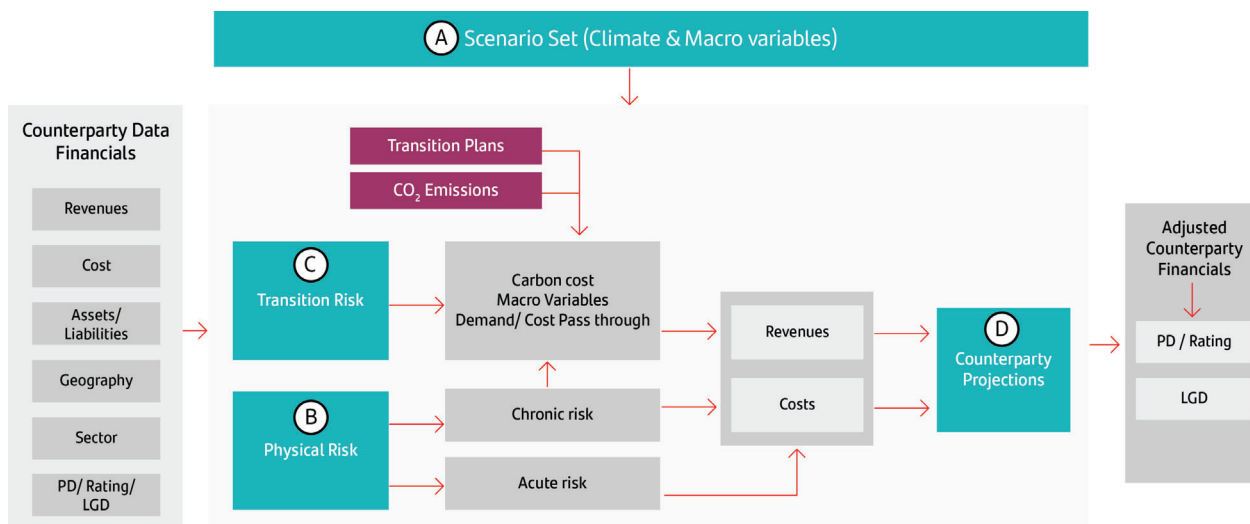 A Scenario Set (Climate & Macro variables)
Counterparty Data
Financials
Revenues
Cost
Assets/
Liabilities
Geography
Sector
PD/ Rating/
LGD
Transition Plans
CO₂ Emissions
C
Transition Risk
Carbon cost
Macro Variables
Demand/ Cost Pass through
B
Physical Risk
Chronic risk
Acute risk
Revenues
Costs
D
Counterparty
Projections
Adjusted
Counterparty
Financials
PD / Rating
LGD